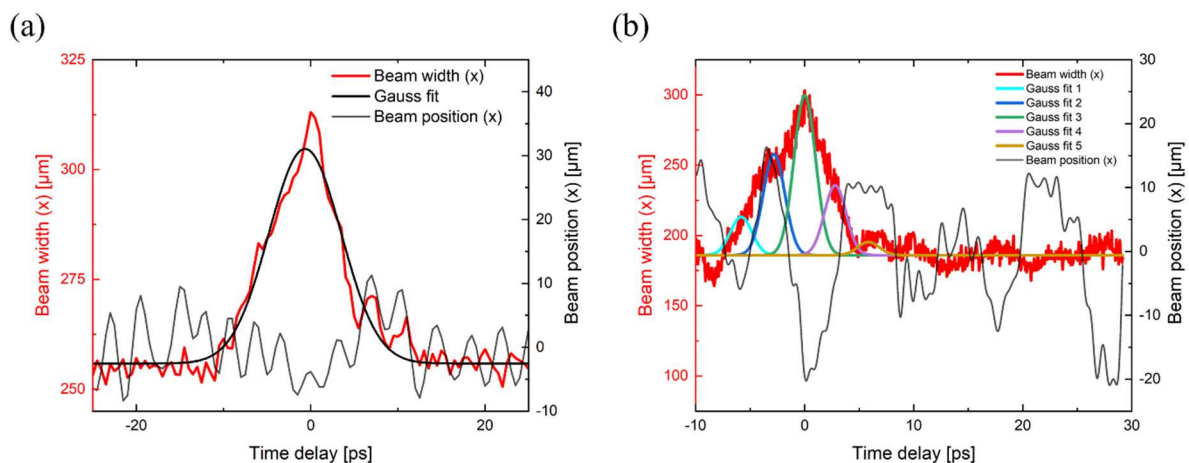 (a)
325
300
275
250
Beam width (x) [µm]
-20
0
20
Time delay [ps]
40
30
20
10
0
-10
Beam position (x) [µm]
Beam width (x)
Gauss fit
Beam position (x)
(b)
300
250
200
150
100
Beam width (x) [µm]
-10
0
10
20
30
Time delay [ps]
30
20
10
0
-10
-20
Beam position (x) [µm]
Beam width (x)
Gauss fit 1
Gauss fit 2
Gauss fit 3
Gauss fit 4
Gauss fit 5
Beam position (x)